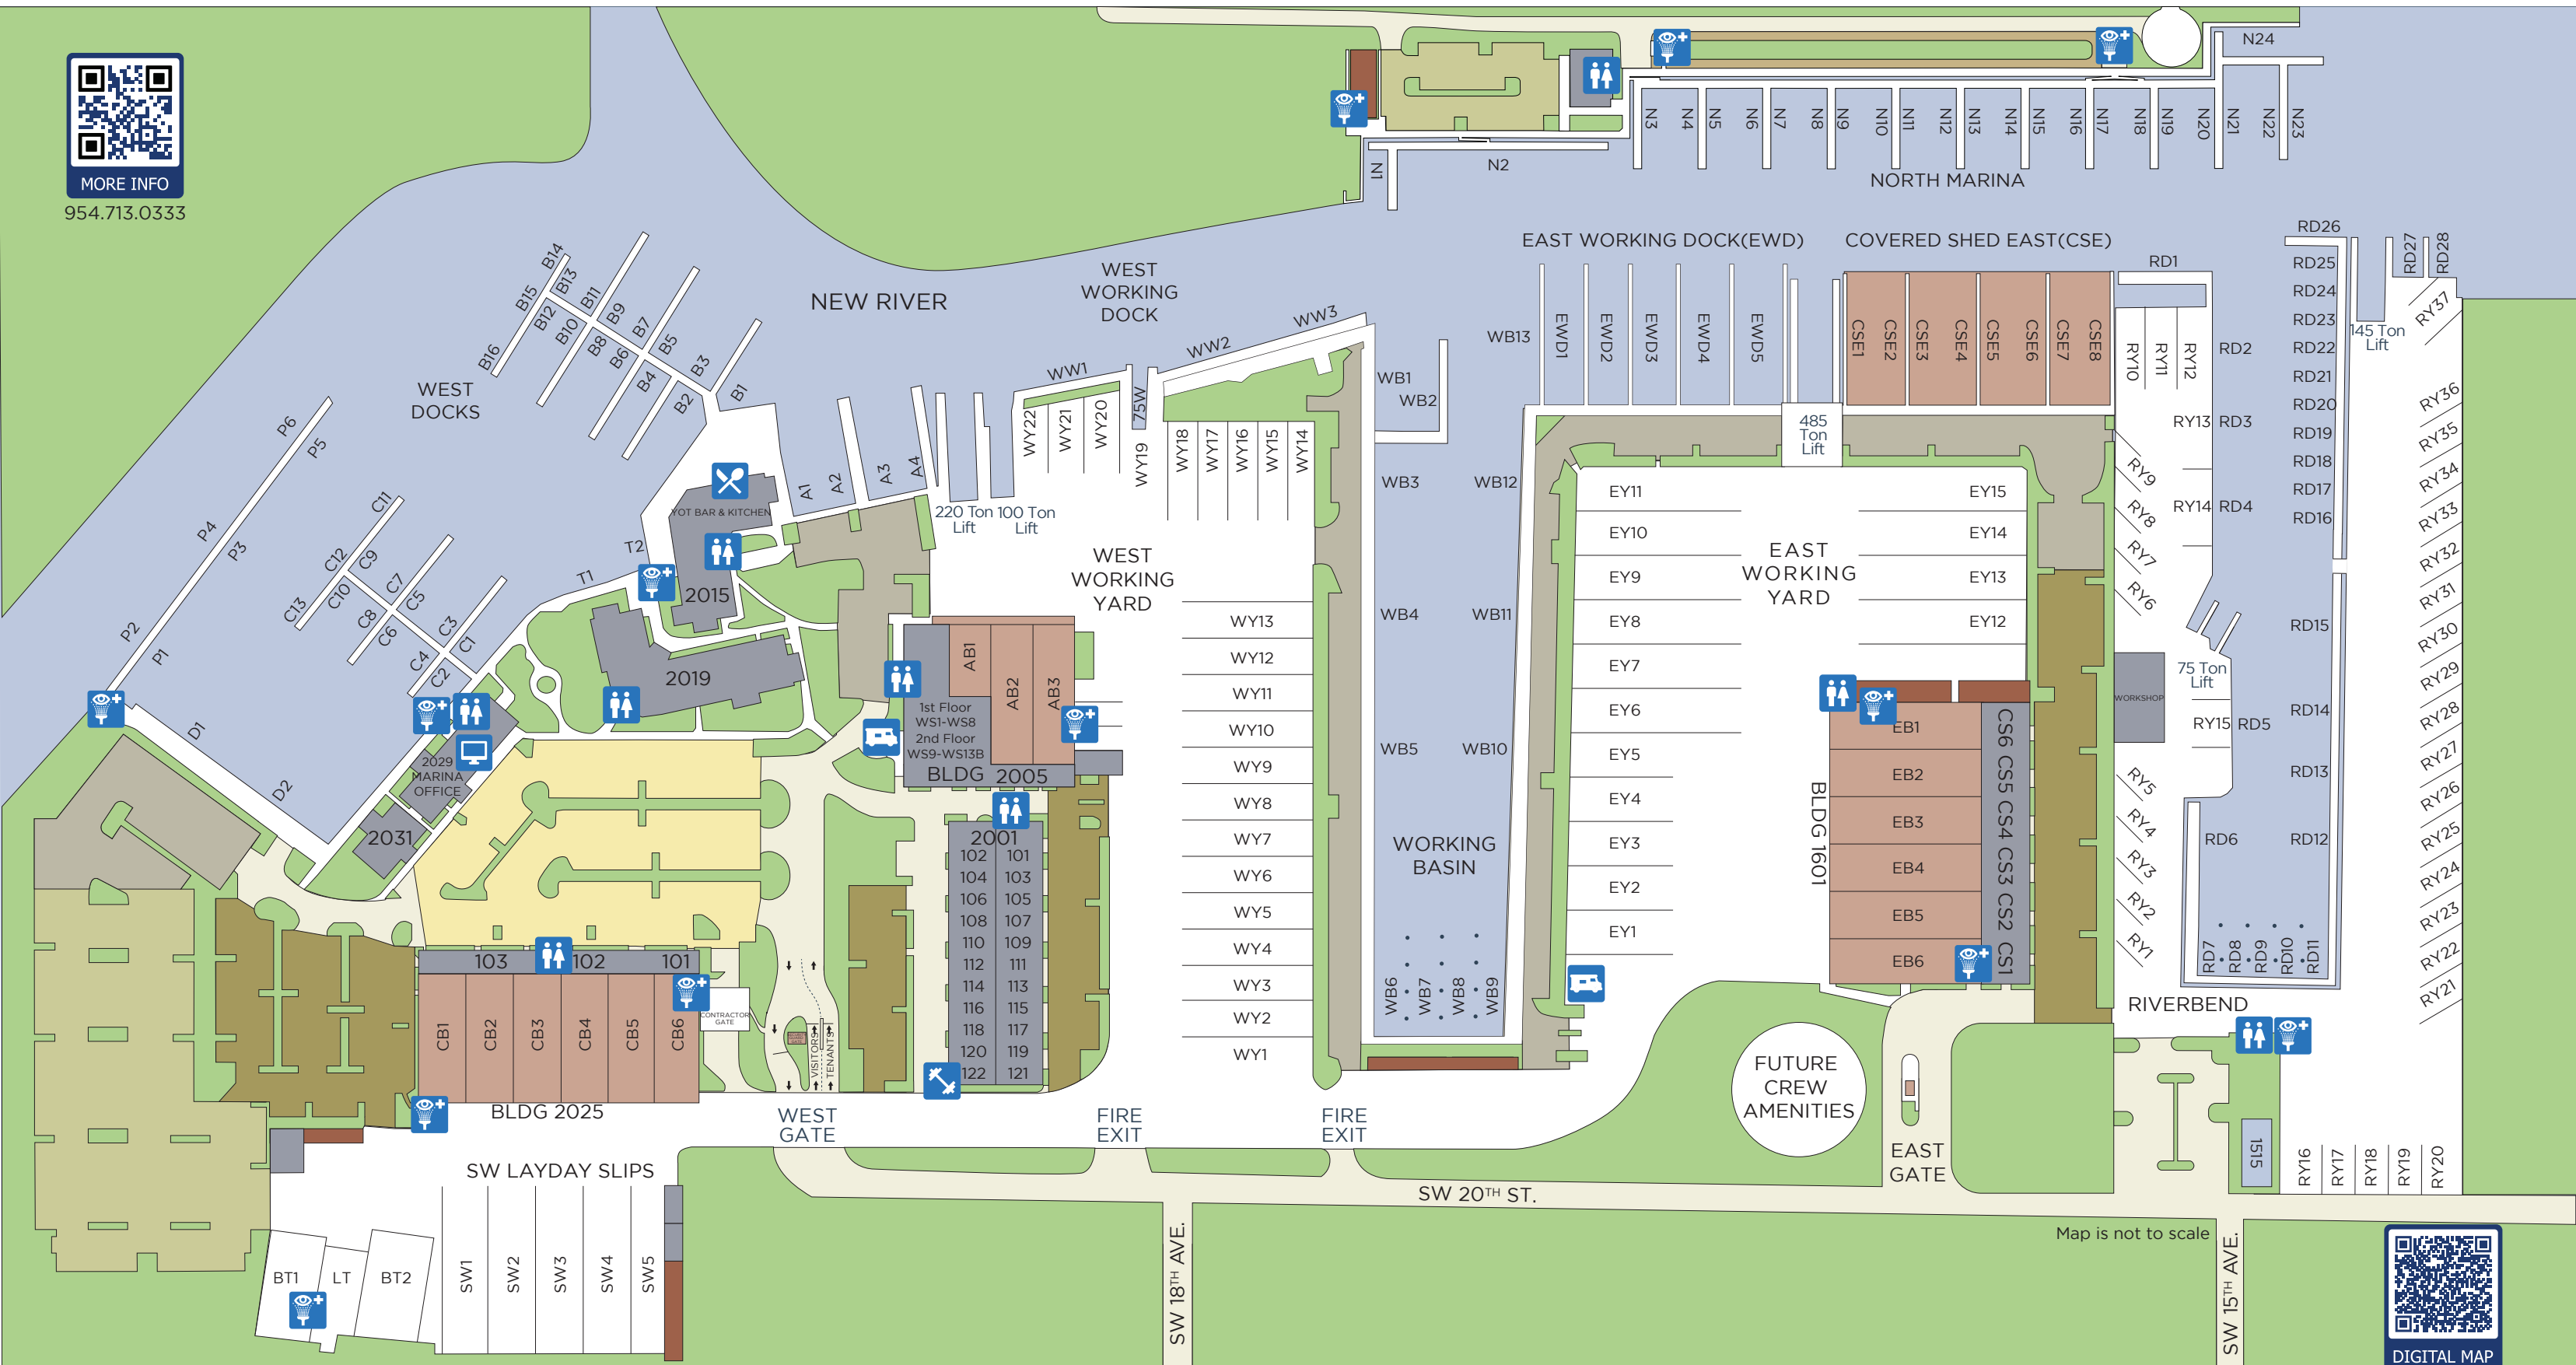 MORE INFO
954.713.0333
N24
N3
N4
N5
N6
N7
N8
N9
N10
N11
N12
N13
N14
N15
N16
N17
N18
N19
N20
N21
N22
N23
N1
N2
NORTH MARINA
NEW RIVER
WEST
DOCKS
B14
B13
B15
B12
B11
B10
B9
B16
B8
B7
B6
B5
B4
B3
B2
B1
P6
P5
P4
P3
P2
P1
C11
C12
C9
C13
C10
C7
C8
C5
C6
C3
C4
C1
C2
D1
D2
T2
T1
A1
A2
A3
A4
YOT BAR & KITCHEN
2015
2019
2029
MARINA
OFFICE
2031
WEST
WORKING
DOCK
WW1
WW2
WW3
220 Ton
Lift
100 Ton
Lift
WY22
WY21
WY20
75W
WY19
WY18
WY17
WY16
WY15
WY14
WEST
WORKING
YARD
WY13
WY12
WY11
WY10
WY9
WY8
WY7
WY6
WY5
WY4
WY3
WY2
WY1
AB1
AB2
AB3
1st Floor
WS1-WS8
2nd Floor
WS9-WS13B
BLDG 2005
2001
102 101
104 103
106 105
108 107
110 109
112 111
114 113
116 115
118 117
120 119
122 121
103 102 101
CB1
CB2
CB3
CB4
CB5
CB6
BLDG 2025
CONTRACTOR
GATE
VISITORS
TENANTS
WEST
GATE
FIRE
EXIT
FIRE
EXIT
SW LAYDAY SLIPS
BT1
LT
BT2
SW1
SW2
SW3
SW4
SW5
EAST WORKING DOCK(EWD)
COVERED SHED EAST(CSE)
WB13
WB1
WB2
WB3
WB12
WB4
WB11
WB5
WB10
WORKING
BASIN
WB6
WB7
WB8
WB9
EWD1
EWD2
EWD3
EWD4
EWD5
485
Ton
Lift
CSE1
CSE2
CSE3
CSE4
CSE5
CSE6
CSE7
CSE8
EY11
EY10
EY9
EY8
EY7
EY6
EY5
EY4
EY3
EY2
EY1
EAST
WORKING
YARD
EY15
EY14
EY13
EY12
BLDG 1601
EB1
EB2
EB3
EB4
EB5
EB6
CS6 CS5 CS4 CS3 CS2 CS1
FUTURE
CREW
AMENITIES
EAST
GATE
RD1
RY10
RY11
RY12
RD2
RY13 RD3
RY14 RD4
RY9
RY8
RY7
RY6
WORKSHOP
75 Ton
Lift
RY15 RD5
RY5
RY4
RY3
RY2
RY1
RD6
RD7
RD8
RD9
RD10
RD11
RIVERBEND
RD26
RD25
RD24
RD23
RD22
RD21
RD20
RD19
RD18
RD17
RD16
RD15
RD14
RD13
RD12
RD27
RD28
145 Ton
Lift
RY37
RY36
RY35
RY34
RY33
RY32
RY31
RY30
RY29
RY28
RY27
RY26
RY25
RY24
RY23
RY22
RY21
1515
RY16
RY17
RY18
RY19
RY20
SW 20TH ST.
SW 18TH AVE.
SW 15TH AVE.
Map is not to scale
DIGITAL MAP